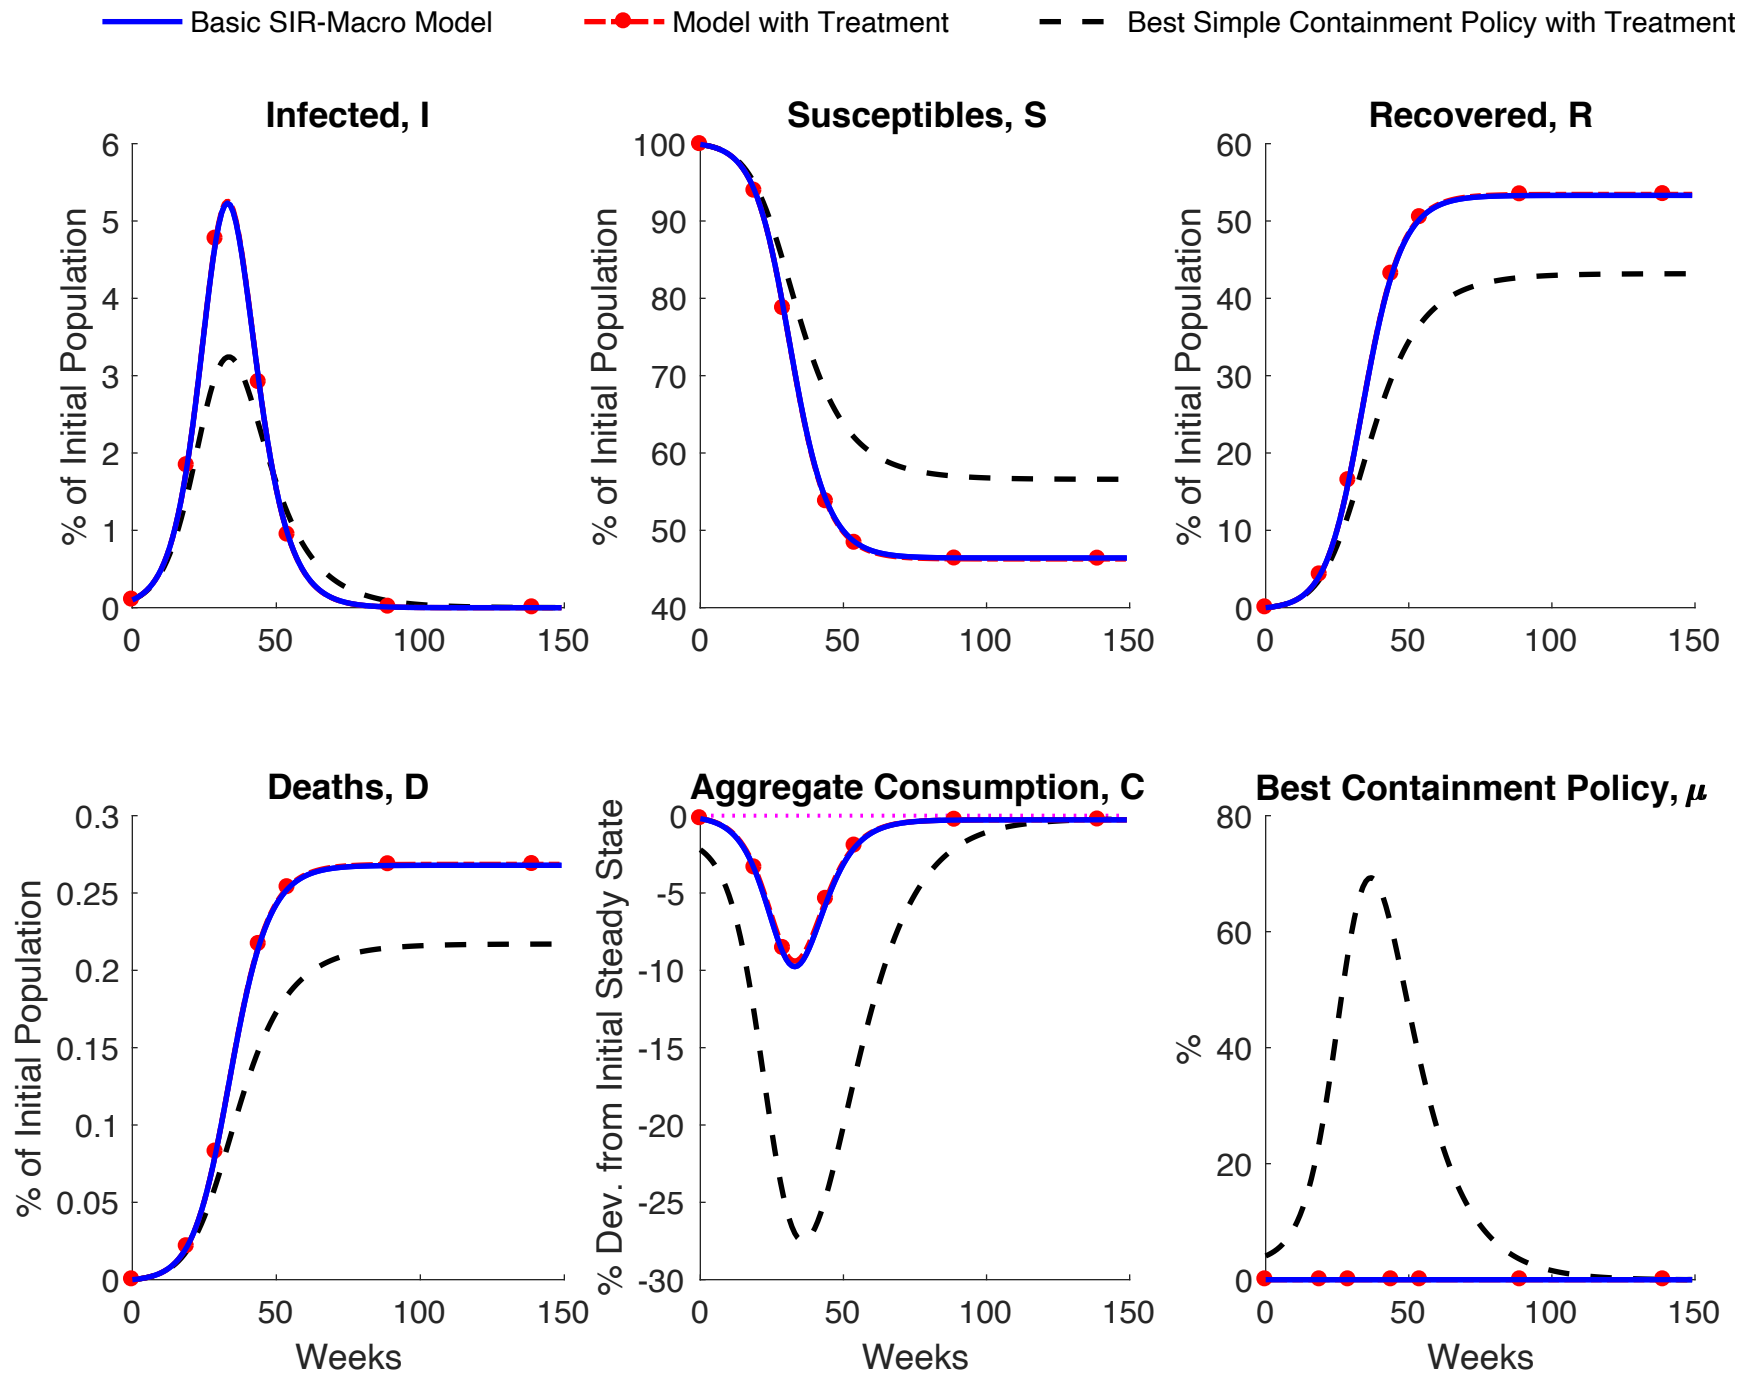 Basic SIR-Macro Model
Model with Treatment
Best Simple Containment Policy with Treatment
Infected, I
% of Initial Population
6
5
4
3
2
1
0
0 50 100 150
Susceptibles, S
% of Initial Population
100
90
80
70
60
50
40
0 50 100 150
Recovered, R
% of Initial Population
60
50
40
30
20
10
0
0 50 100 150
Deaths, D
% of Initial Population
0.3
0.25
0.2
0.15
0.1
0.05
0
0 50 100 150
Weeks
Aggregate Consumption, C
% Dev. from Initial Steady State
0
-5
-10
-15
-20
-25
-30
0 50 100 150
Best Containment Policy, μ
%
80
60
40
20
0
0 50 100 150
Weeks